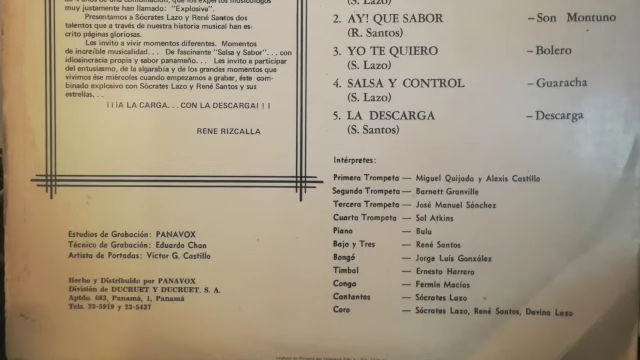 muy justamente han llamado: "Explosiva".
Presentamos a Sócrates Lazo y René Santos dos
talentos que a través de nuestra historia musical han es-
crito páginas gloriosas.
Les invito a vivir momentos diferentes. Momentos
de increíble musicalidad... De fascinante "Salsa y Sabor"... con
idiosincracia propia y sabor panameño... Les invito a participar
del entusiasmo, de la algarabía y de los grandes momentos que
vivimos ése miércoles cuando empezamos a grabar, éste com-
binado explosivo con Sócrates Lazo y René Santos y sus
estrellas...
¡¡¡A LA CARGA...CON LA DESCARGA!!!
RENE RIZCALLA
Estudios de Grabación: PANAVOX
Técnico de Grabación: Eduardo Chan
Artista de Portadas: Víctor G. Castillo
Hecho y Distribuído por PANAVOX
División de DUCRUET Y DUCRUET, S. A.
Aptdo. 683, Panamá, 1, Panamá
Tels. 23-5919 y 23-5437
(S. Lazo)
2. AY! QUE SABOR – Son Montuno
(R. Santos)
3. YO TE QUIERO – Bolero
(S. Lazo)
4. SALSA Y CONTROL – Guaracha
(S. Lazo)
5. LA DESCARGA – Descarga
(S. Santos)
Intérpretes:
Primera Trompeta — Miguel Quijada y Alexis Castillo
Segunda Trompeta — Barnett Granville
Tercera Trompeta — José Manuel Sánchez
Cuarta Trompeta — Sol Atkins
Piano — Bulu
Bajo y Tres — René Santos
Bongó — Jorge Luis González
Timbal — Ernesto Herrera
Conga — Fermín Macías
Cantantes — Sócrates Lazo
Coro — Sócrates Lazo, René Santos, Davina Lazo